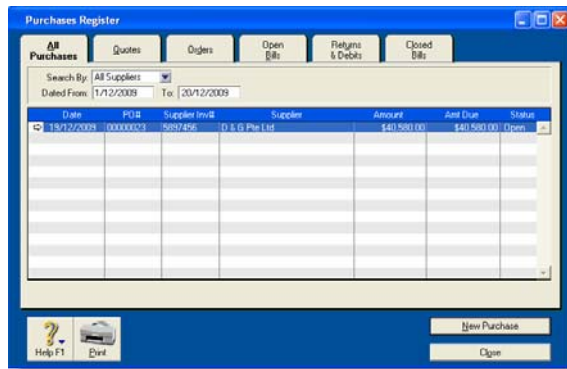 Purchases Register
All Purchases Quotes Orders Open Bills Returns & Debits Closed Bills
Search By: All Suppliers
Dated From: 1/12/2009 To: 20/12/2009
Date PO# Supplier Inv# Supplier Amount Amt Due Status
19/12/2009 00000023 5897456 D & G Pte Ltd $40,580.00 $40,580.00 Open
New Purchase
Help F1 Print Close